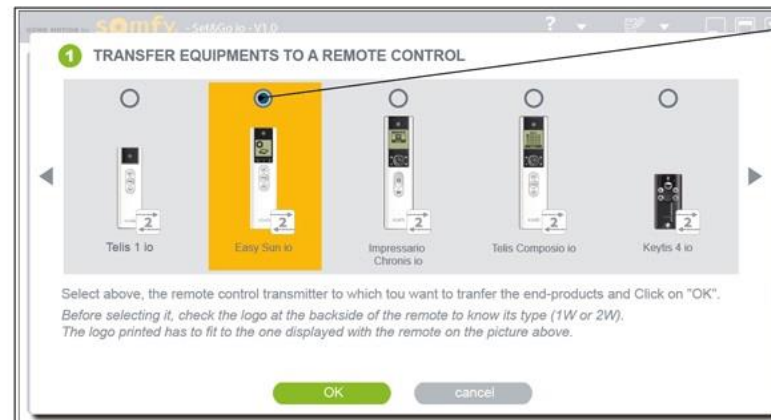 somfy. - Set&Go io - V1.0
? 
1 TRANSFER EQUIPMENTS TO A REMOTE CONTROL
2 2 2 2 2
Telis 1 io Easy Sun io Impressario Chronis io Telis Composio io Keytis 4 io
Select above, the remote control transmitter to which tou want to tranfer the end-products and Click on "OK".
Before selecting it, check the logo at the backside of the remote to know its type (1W or 2W).
The logo printed has to fit to the one displayed with the remote on the picture above.
OK cancel